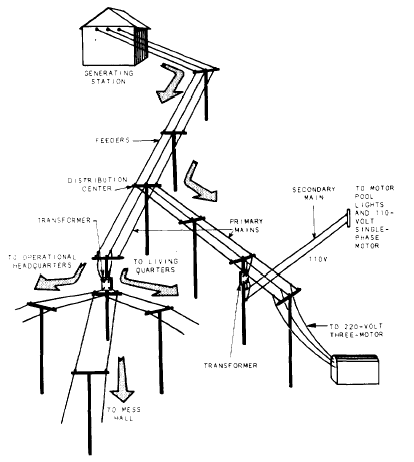 GENERATING
STATION
FEEDERS
DISTRIBUTION
CENTER
SECONDARY
MAIN
TO MOTOR
POOL
LIGHTS
AND 110-
VOLT
SINGLE-
PHASE
MOTOR
TRANSFORMER
PRIMARY
MAINS
TO OPERATIONAL
HEADQUARTERS
TO LIVING
QUARTERS
110V
TRANSFORMER
TO 220-VOLT
THREE-MOTOR
TO MESS
HALL